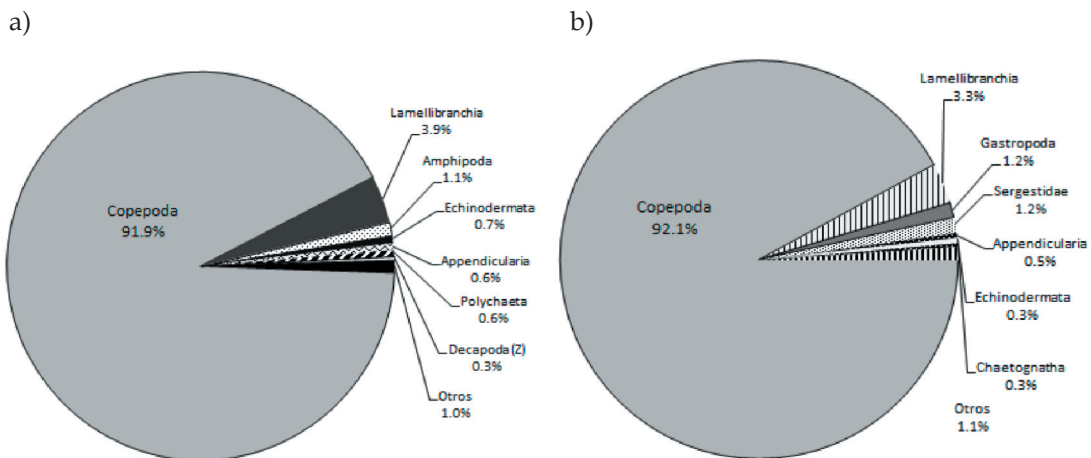 a)
Copepoda
91.9%
Lamellibranchia
3.9%
Amphipoda
1.1%
Echinodermata
0.7%
Appendicularia
0.6%
Polychaeta
0.6%
Decapoda (Z)
0.3%
Otros
1.0%
b)
Copepoda
92.1%
Lamellibranchia
3.3%
Gastropoda
1.2%
Sergestidae
1.2%
Appendicularia
0.5%
Echinodermata
0.3%
Chaetognatha
0.3%
Otros
1.1%